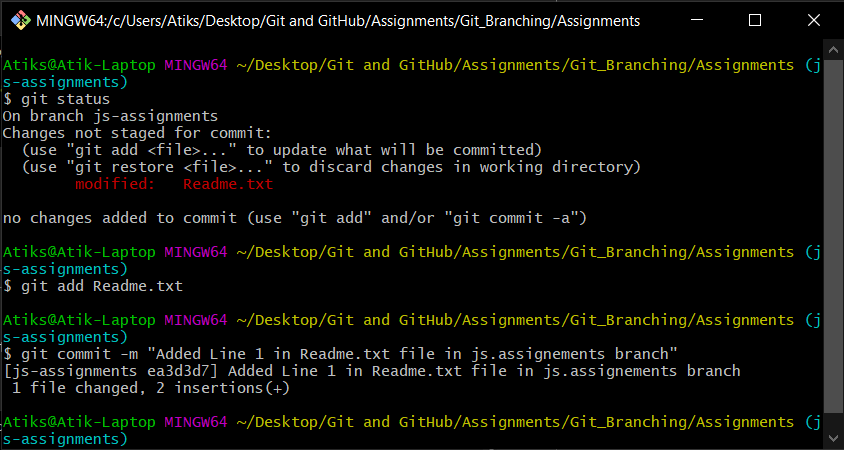 MINGW64:/c/Users/Atiks/Desktop/Git and GitHub/Assignments/Git_Branching/Assignments
Atiks@Atik-Laptop MINGW64 ~/Desktop/Git and GitHub/Assignments/Git_Branching/Assignments (j
s-assignments)
$ git status
On branch js-assignments
Changes not staged for commit:
  (use "git add <file>..." to update what will be committed)
  (use "git restore <file>..." to discard changes in working directory)
        modified:   Readme.txt
no changes added to commit (use "git add" and/or "git commit -a")
Atiks@Atik-Laptop MINGW64 ~/Desktop/Git and GitHub/Assignments/Git_Branching/Assignments (j
s-assignments)
$ git add Readme.txt
Atiks@Atik-Laptop MINGW64 ~/Desktop/Git and GitHub/Assignments/Git_Branching/Assignments (j
s-assignments)
$ git commit -m "Added Line 1 in Readme.txt file in js.assignements branch"
[js-assignments ea3d3d7] Added Line 1 in Readme.txt file in js.assignements branch
 1 file changed, 2 insertions(+)
Atiks@Atik-Laptop MINGW64 ~/Desktop/Git and GitHub/Assignments/Git_Branching/Assignments (j
s-assignments)